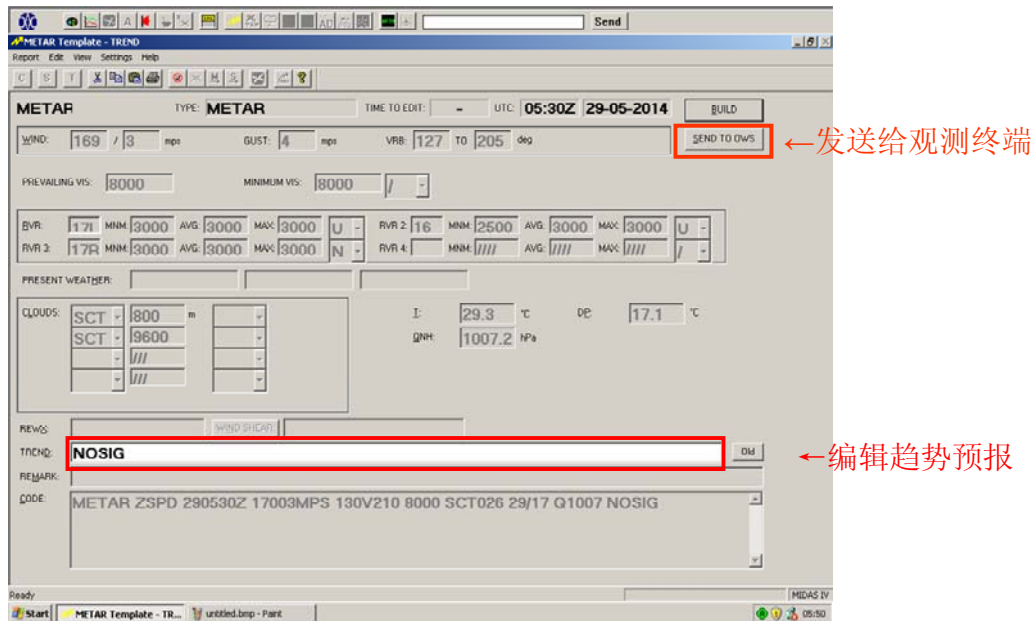 Send
METAR Template - TREND
Report Edit View Settings Help
C S T M S
METAR TYPE: METAR TIME TO EDIT: - UTC: 05:30Z 29-05-2014 BUILD
WIND: 169 / 3 mps GUST: 4 mps VRB: 127 TO 205 deg SEND TO OWS ←发送给观测终端
PREVAILING VIS: 8000 MINIMUM VIS: 8000 /
RVR: 17L MNM: 3000 AVG: 3000 MAX: 3000 U RVR 2: 16 MNM: 2500 AVG: 3000 MAX: 3000 U
RVR 3: 17R MNM: 3000 AVG: 3000 MAX: 3000 N RVR 4: MNM: //// AVG: //// MAX: //// /
PRESENT WEATHER:
CLOUDS: SCT 800 m T: 29.3 °C DP: 17.1 °C
SCT 9600 QNH: 1007.2 hPa
///
///
REWS: WIND SHEAR:
TREND: NOSIG Old ←编辑趋势预报
REMARK:
CODE: METAR ZSPD 290530Z 17003MPS 130V210 8000 SCT026 29/17 Q1007 NOSIG
Ready MIDAS IV
Start METAR Template - TR... untitled.bmp - Paint 05:50